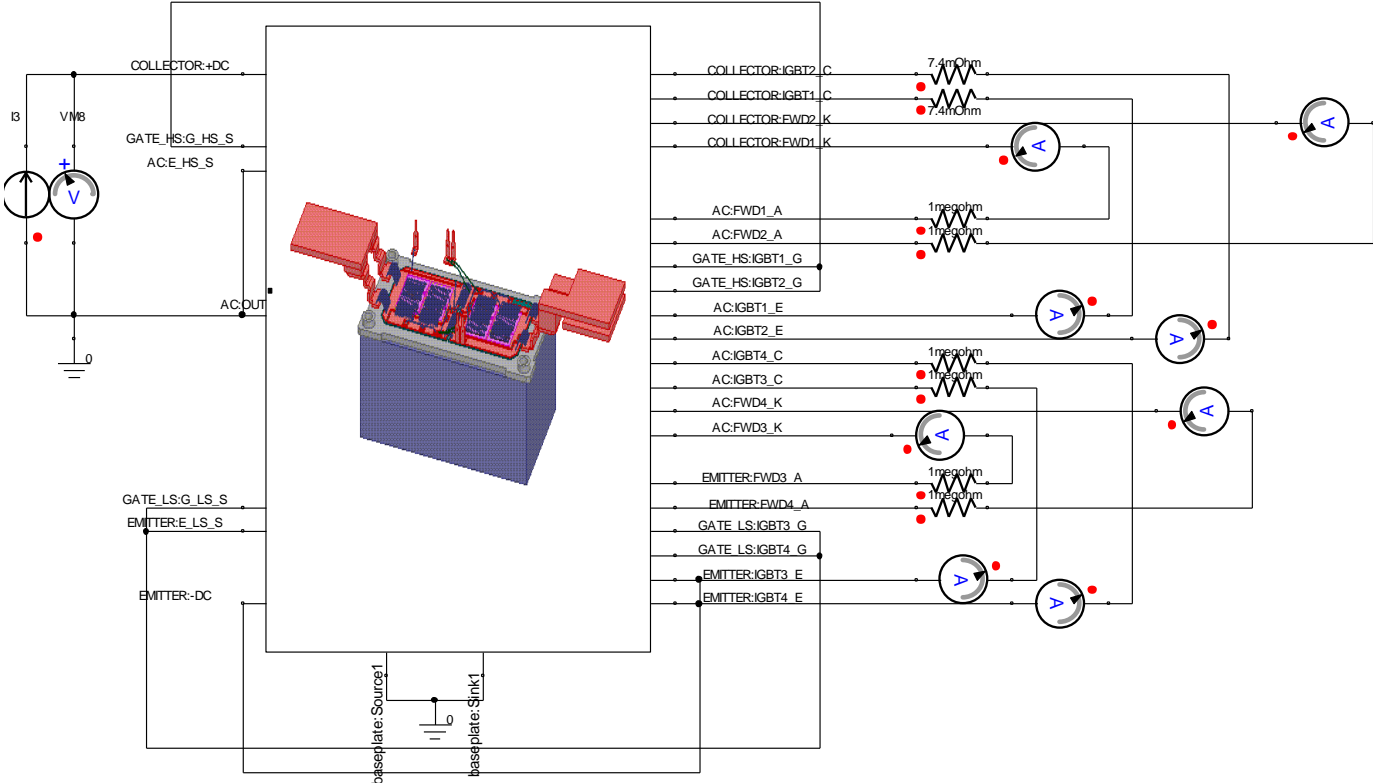 I3
VM8
V
COLLECTOR:+DC
GATE_HS:G_HS_S
AC:E_HS_S
AC:OUT
0
GATE_LS:G_LS_S
EMITTER:E_LS_S
EMITTER:-DC
baseplate:Source1
baseplate:Sink1
0
COLLECTOR:IGBT2_C
7.4mOhm
COLLECTOR:IGBT1_C
7.4mOhm
COLLECTOR:FWD2_K
A
COLLECTOR:FWD1_K
A
AC:FWD1_A
1megohm
AC:FWD2_A
1megohm
GATE_HS:IGBT1_G
GATE_HS:IGBT2_G
AC:IGBT1_E
A
AC:IGBT2_E
A
AC:IGBT4_C
1megohm
AC:IGBT3_C
1megohm
AC:FWD4_K
A
AC:FWD3_K
A
EMITTER:FWD3_A
1megohm
EMITTER:FWD4_A
1megohm
GATE_LS:IGBT3_G
GATE_LS:IGBT4_G
EMITTER:IGBT3_E
A
EMITTER:IGBT4_E
A